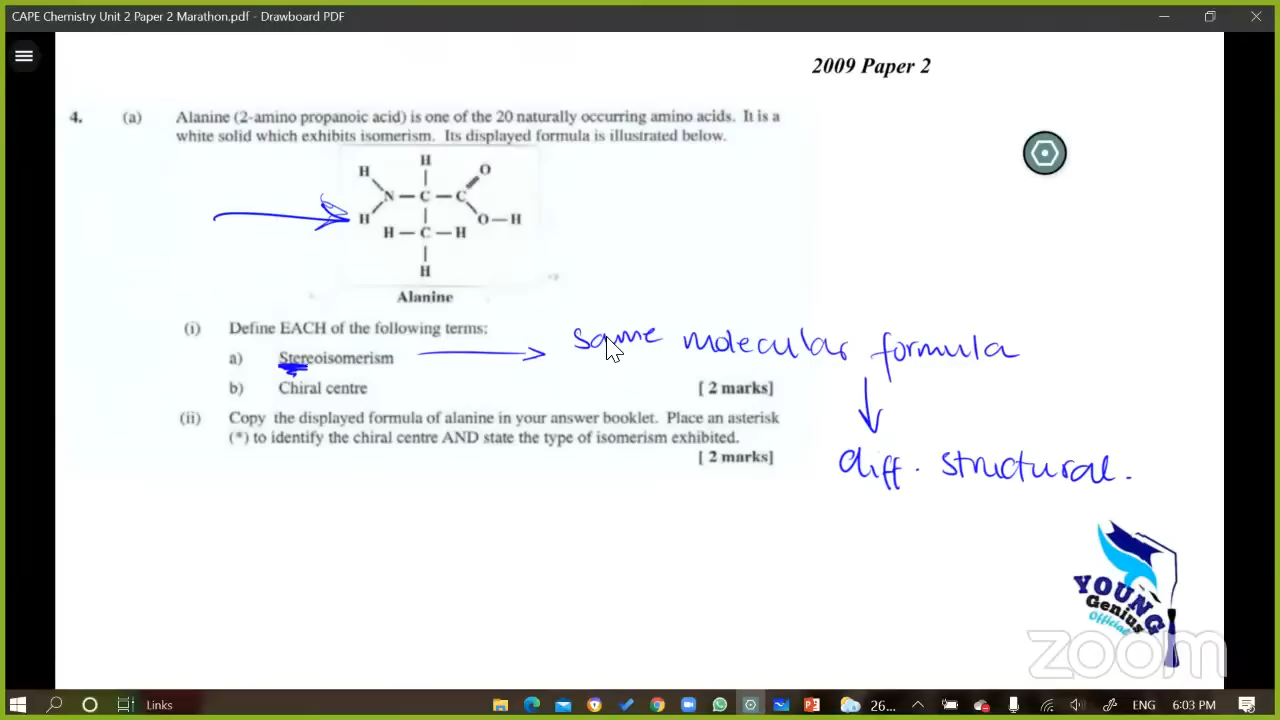 CAPE Chemistry Unit 2 Paper 2 Marathon.pdf - Drawboard PDF
2009 Paper 2
4. (a) Alanine (2-amino propanoic acid) is one of the 20 naturally occurring amino acids. It is a
white solid which exhibits isomerism. Its displayed formula is illustrated below.
H
H O
N — C — C
H O — H
H — C — H
H
Alanine
(i) Define EACH of the following terms:
a) Stereoisomerism
same molecular formula
b) Chiral centre [ 2 marks]
(ii) Copy the displayed formula of alanine in your answer booklet. Place an asterisk
(*) to identify the chiral centre AND state the type of isomerism exhibited.
[ 2 marks]
diff. structural.
YOUNG
Genius
Official
zoom
Links
26...
ENG
6:03 PM